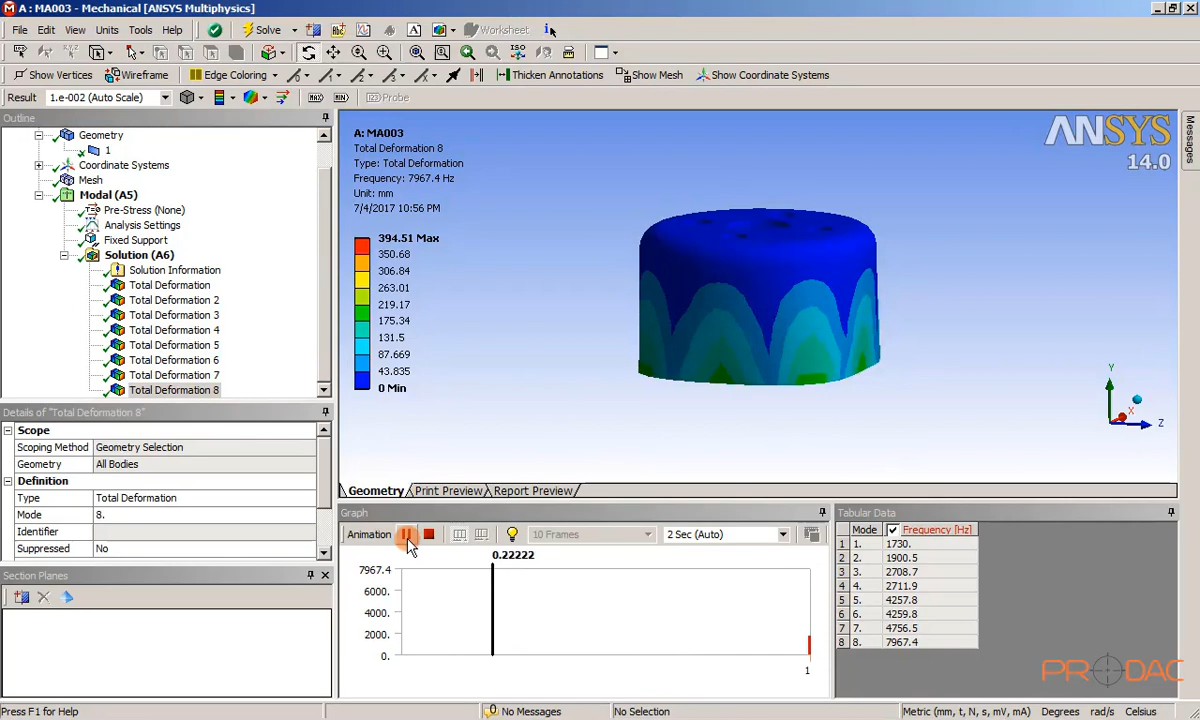 A : MA003 - Mechanical [ANSYS Multiphysics]
File Edit View Units Tools Help Solve Worksheet
Show Vertices Wireframe Edge Coloring Thicken Annotations Show Mesh Show Coordinate Systems
Result 1.e-002 (Auto Scale) MAX MIN Probe
Outline
Geometry
1
Coordinate Systems
Mesh
Modal (A5)
Pre-Stress (None)
Analysis Settings
Fixed Support
Solution (A6)
Solution Information
Total Deformation
Total Deformation 2
Total Deformation 3
Total Deformation 4
Total Deformation 5
Total Deformation 6
Total Deformation 7
Total Deformation 8
Details of "Total Deformation 8"
Scope
Scoping Method Geometry Selection
Geometry All Bodies
Definition
Type Total Deformation
Mode 8.
Identifier
Suppressed No
Section Planes
A: MA003
Total Deformation 8
Type: Total Deformation
Frequency: 7967.4 Hz
Unit: mm
7/4/2017 10:56 PM
394.51 Max
350.68
306.84
263.01
219.17
175.34
131.5
87.669
43.835
0 Min
ANSYS
14.0
Messages
Y
X
Z
Geometry Print Preview Report Preview
Graph
Animation 10 Frames 2 Sec (Auto)
0.22222
7967.4
6000.
4000.
2000.
0.
1
Tabular Data
Mode Frequency [Hz]
1 1. 1730.
2 2. 1900.5
3 3. 2708.7
4 4. 2711.9
5 5. 4257.8
6 6. 4259.8
7 7. 4756.5
8 8. 7967.4
PRODAC
Press F1 for Help 0 No Messages No Selection Metric (mm, t, N, s, mV, mA) Degrees rad/s Celsius